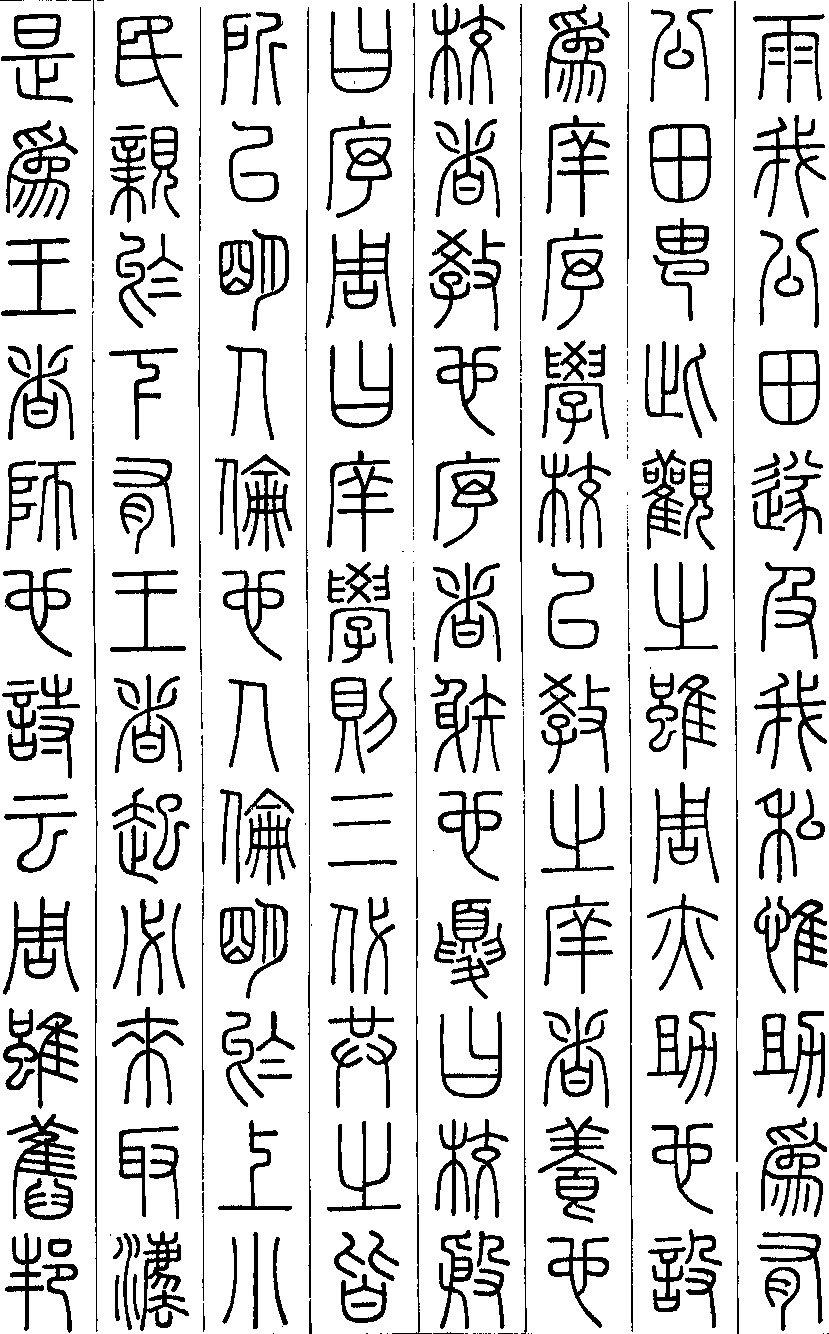 雨我公田遂及我私惟助爲有
公田由此觀之雖周亦助也設
爲庠序學校以教之庠者養也
校者教也序者射也夏曰校殷
曰序周曰庠學則三代共之皆
所以明人倫也人倫明於上小
民親於下有王者起必來取法
是爲王者師也詩云周雖舊邦